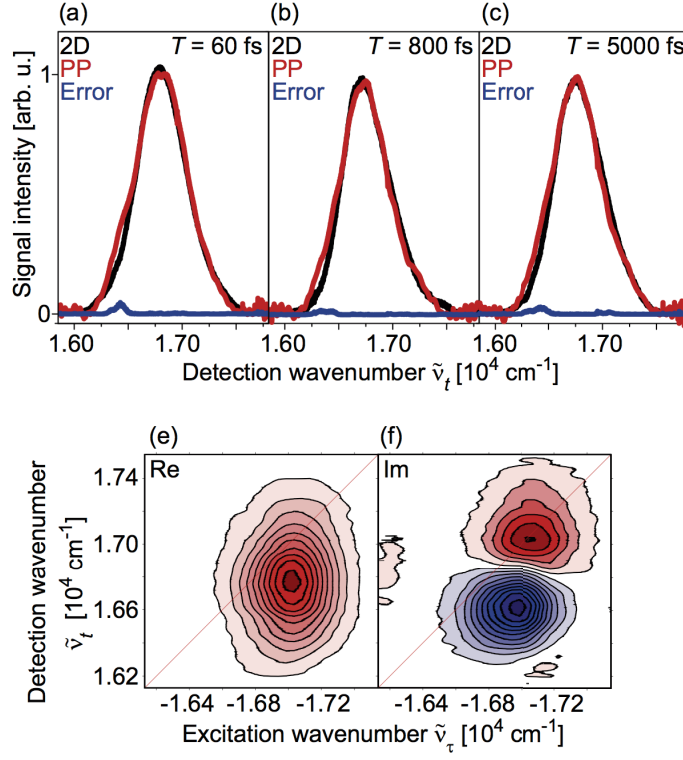 (a) (b) (c)
2D T = 60 fs 2D T = 800 fs 2D T = 5000 fs
PP PP PP
Error Error Error
1
0
Signal intensity [arb. u.]
1.60 1.70 1.60 1.70 1.60 1.70
Detection wavenumber ν̃t [10⁴ cm⁻¹]
(e) (f)
Re Im
1.74
1.70
1.66
1.62
Detection wavenumber
ν̃t [10⁴ cm⁻¹]
-1.64 -1.68 -1.72 -1.64 -1.68 -1.72
Excitation wavenumber ν̃τ [10⁴ cm⁻¹]